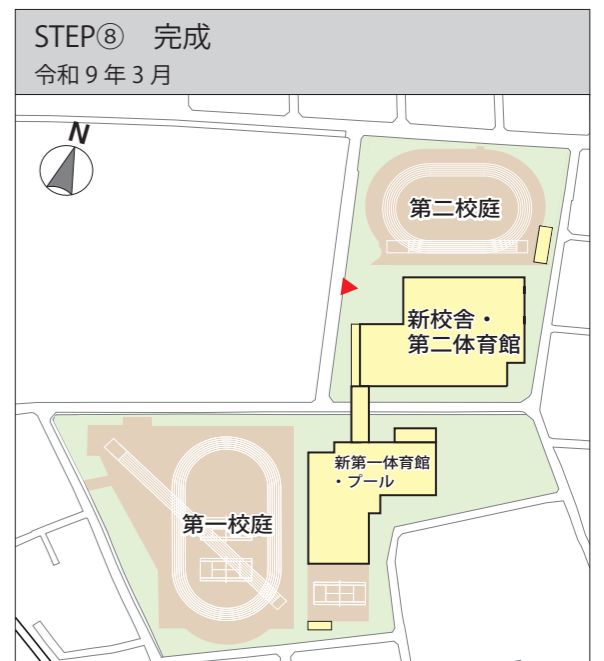 STEP⑧　完成
令和9年3月
N
第二校庭
新校舎・
第二体育館
新第一体育館
・プール
第一校庭